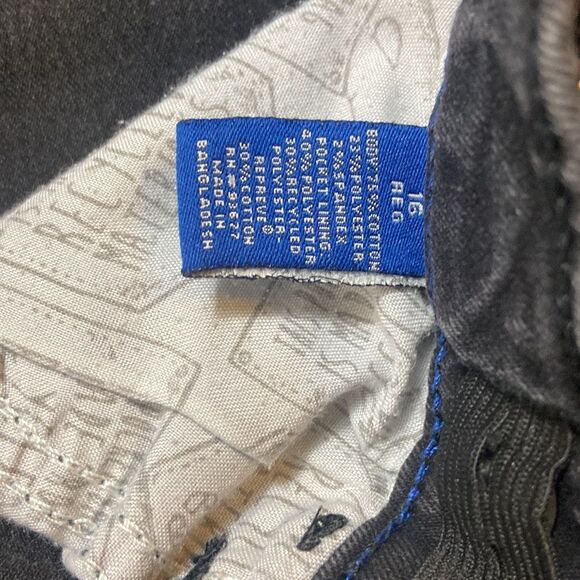 16
REG
BODY: 75% COTTON
23% POLYESTER
2% SPANDEX
POCKET LINING:
40% POLYESTER
30% RECYCLED
POLYESTER-
REPREVE®
30% COTTON
RN#93677
MADE IN
BANGLADESH